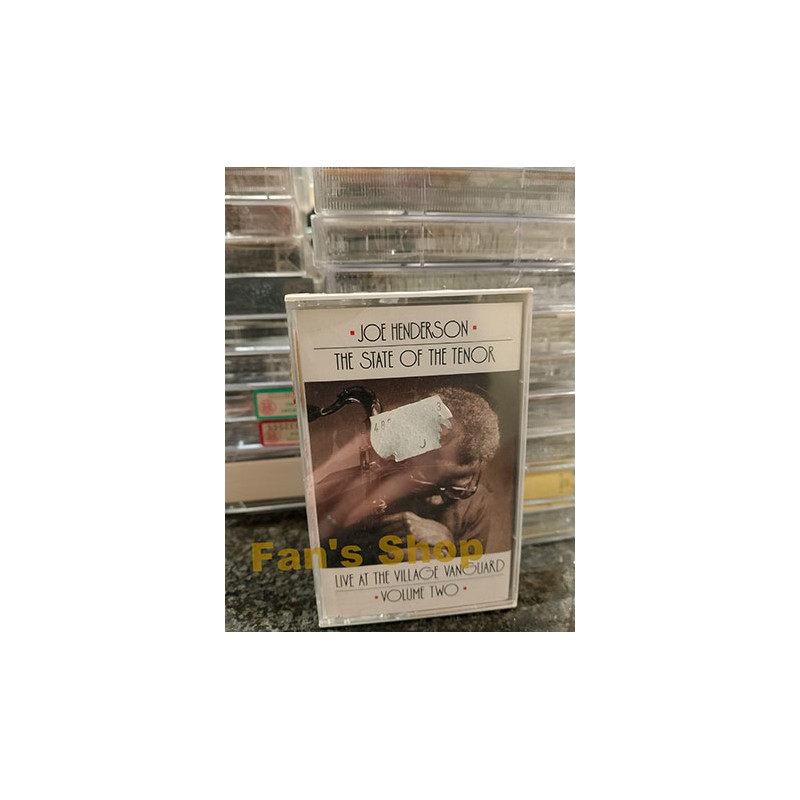 JOE HENDERSON
THE STATE OF THE TENOR
Fan's Shop
LIVE AT THE VILLAGE VANGUARD
VOLUME TWO